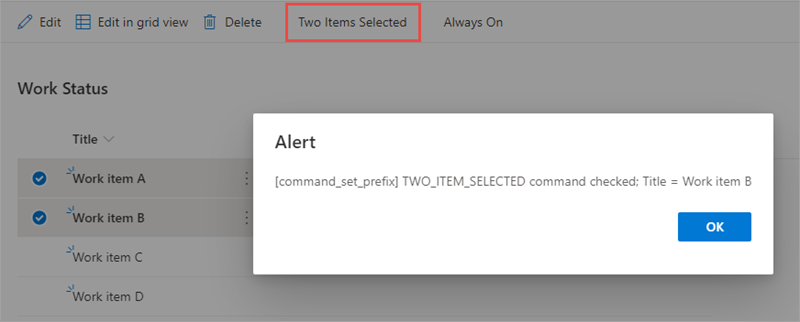 Edit Edit in grid view Delete Two Items Selected Always On
Work Status
Title
Work item A
Work item B
Work item C
Work item D
Alert
[command_set_prefix] TWO_ITEM_SELECTED command checked; Title = Work item B
OK